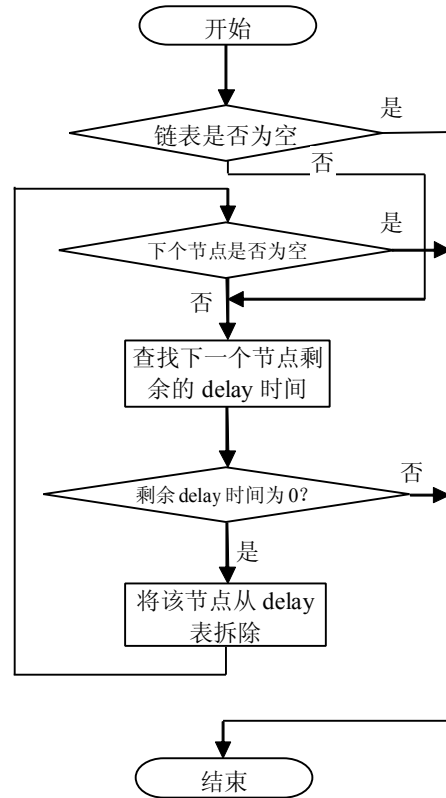 开始
是
链表是否为空
否
是
下个节点是否为空
否
查找下一个节点剩
余的 delay 时间
否
剩余 delay 时间为 0?
是
将该节点从 delay
表拆除
结束